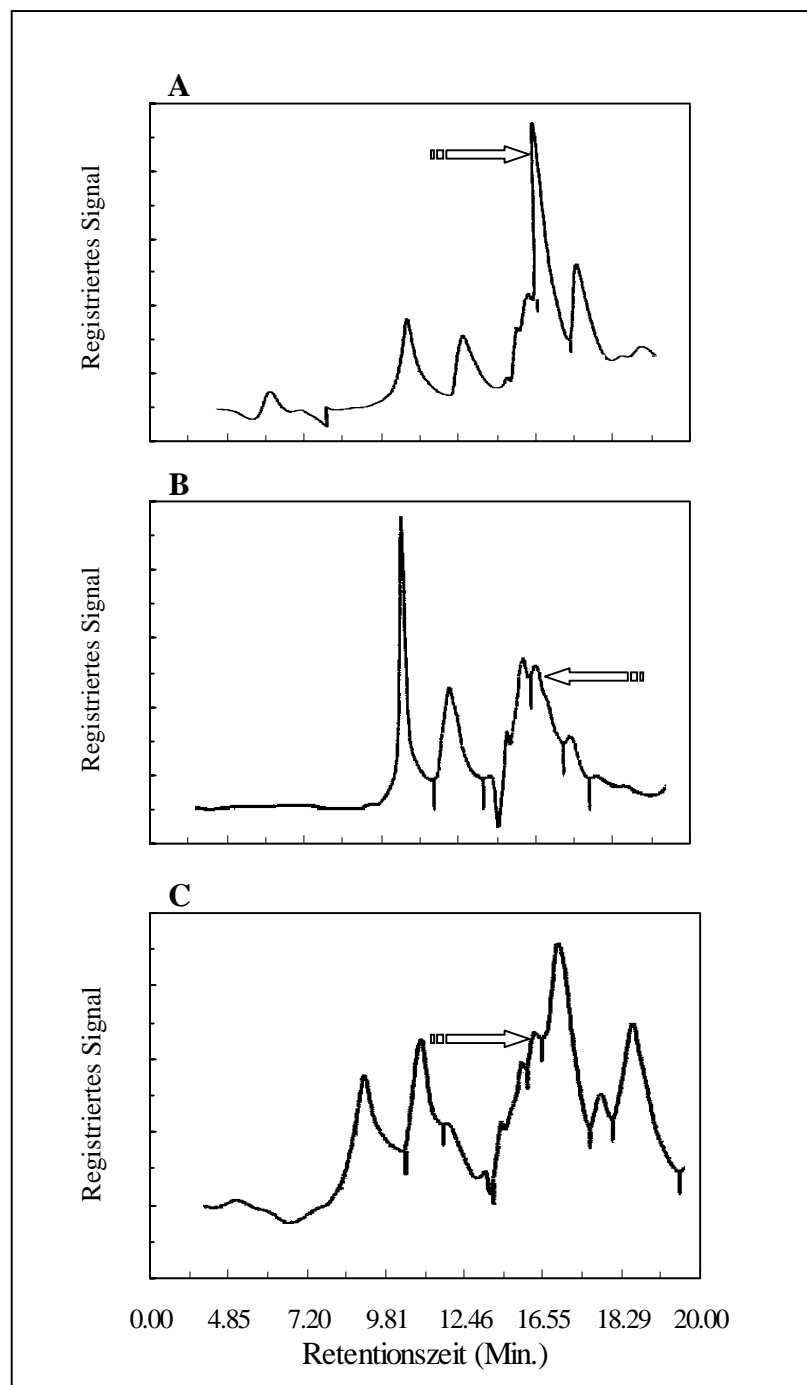 A
Registriertes Signal
B
Registriertes Signal
C
Registriertes Signal
0.00 4.85 7.20 9.81 12.46 16.55 18.29 20.00
Retentionszeit (Min.)